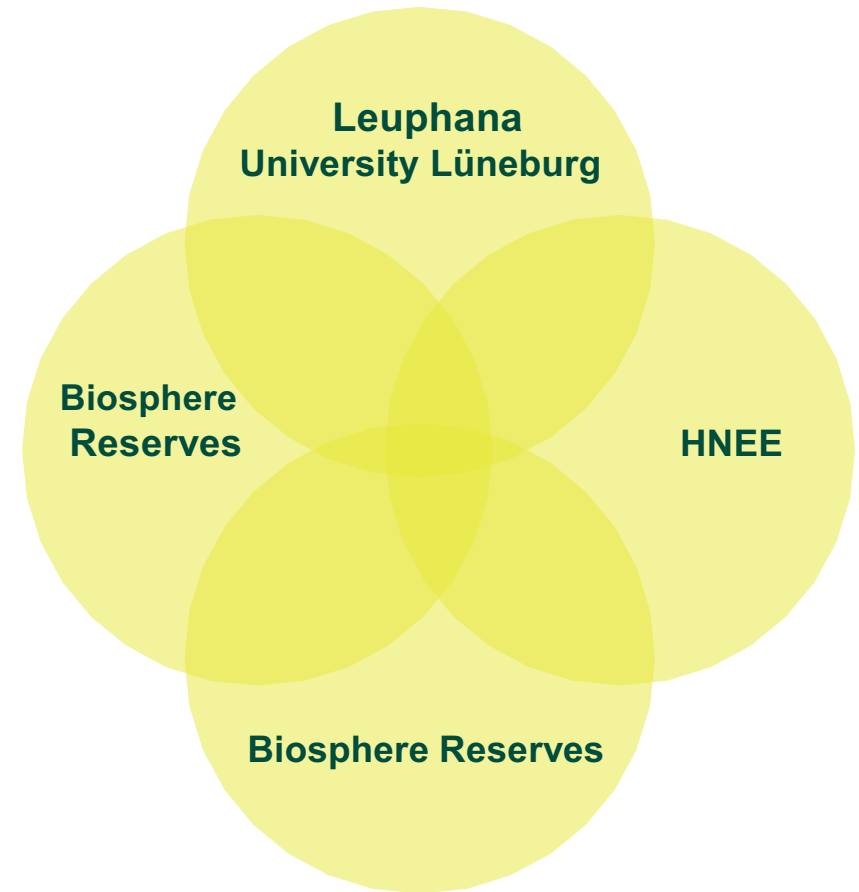 Leuphana
University Lüneburg
Biosphere
Reserves
HNEE
Biosphere Reserves